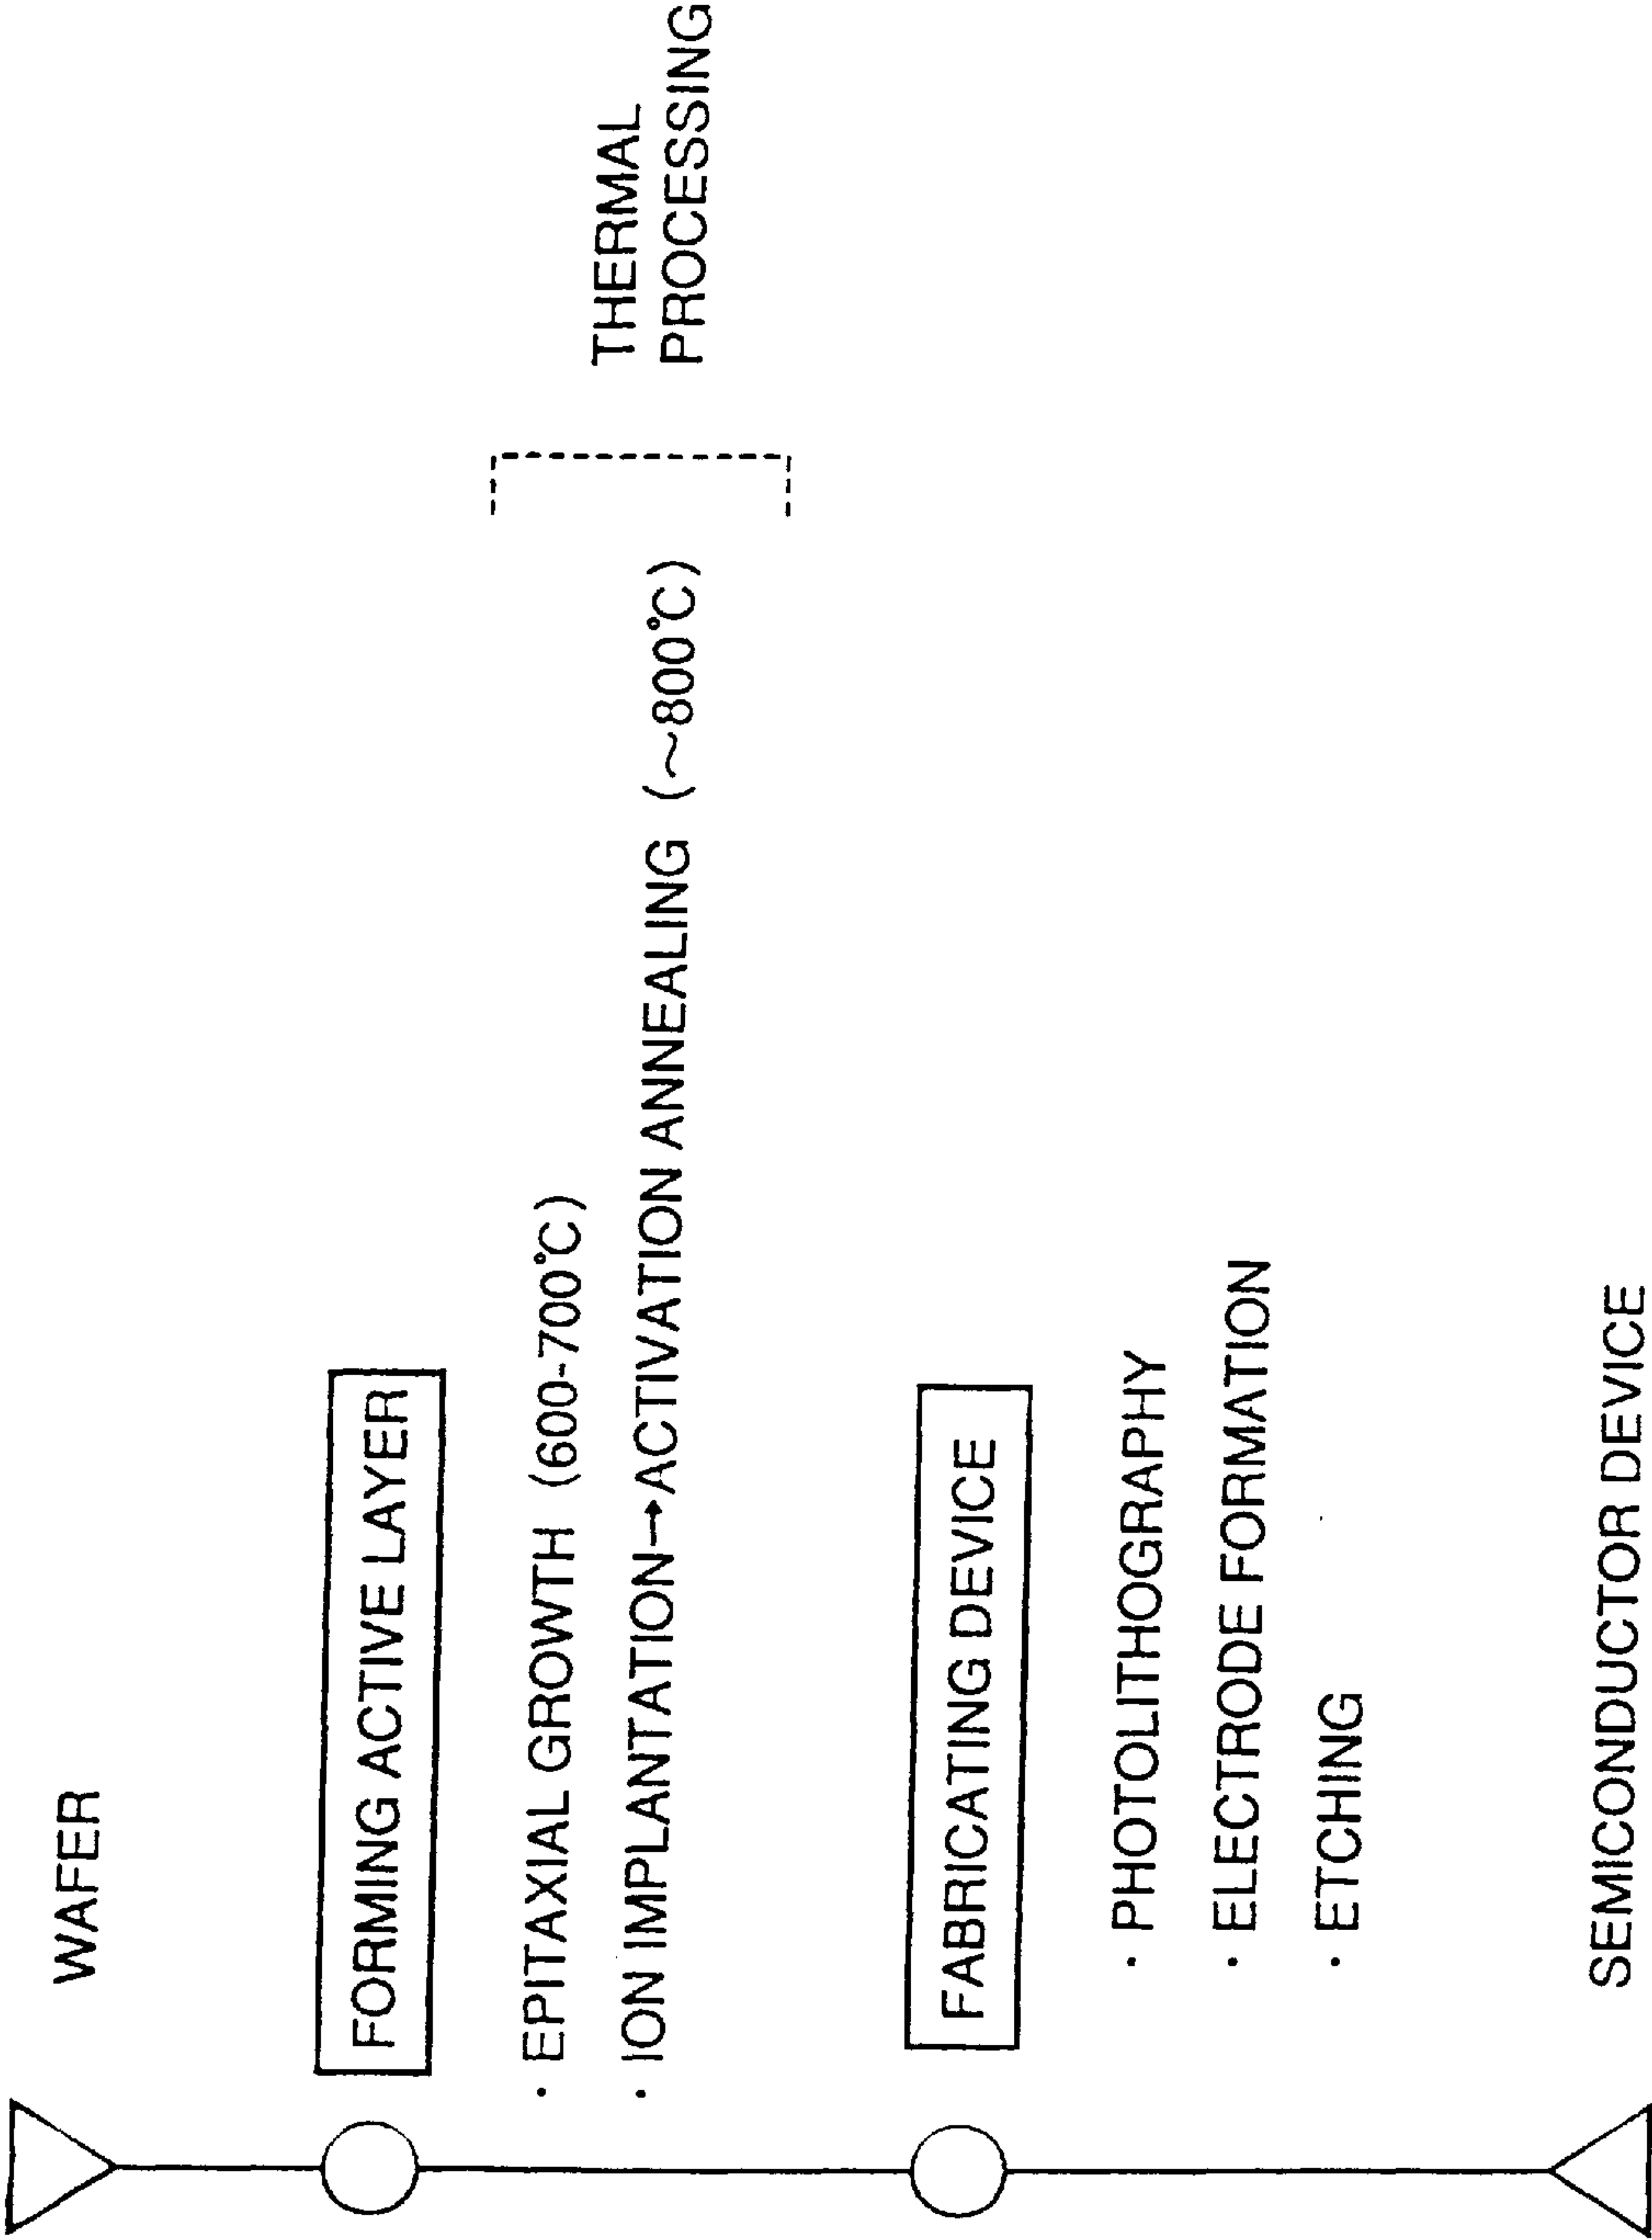 WAFER
FORMING ACTIVE LAYER
· EPITAXIAL GROWTH (600-700℃)
· ION IMPLANTATION→ACTIVATION ANNEALING (~800℃)
THERMAL
PROCESSING
FABRICATING DEVICE
· PHOTOLITHOGRAPHY
· ELECTRODE FORMATION
· ETCHING
SEMICONDUCTOR DEVICE